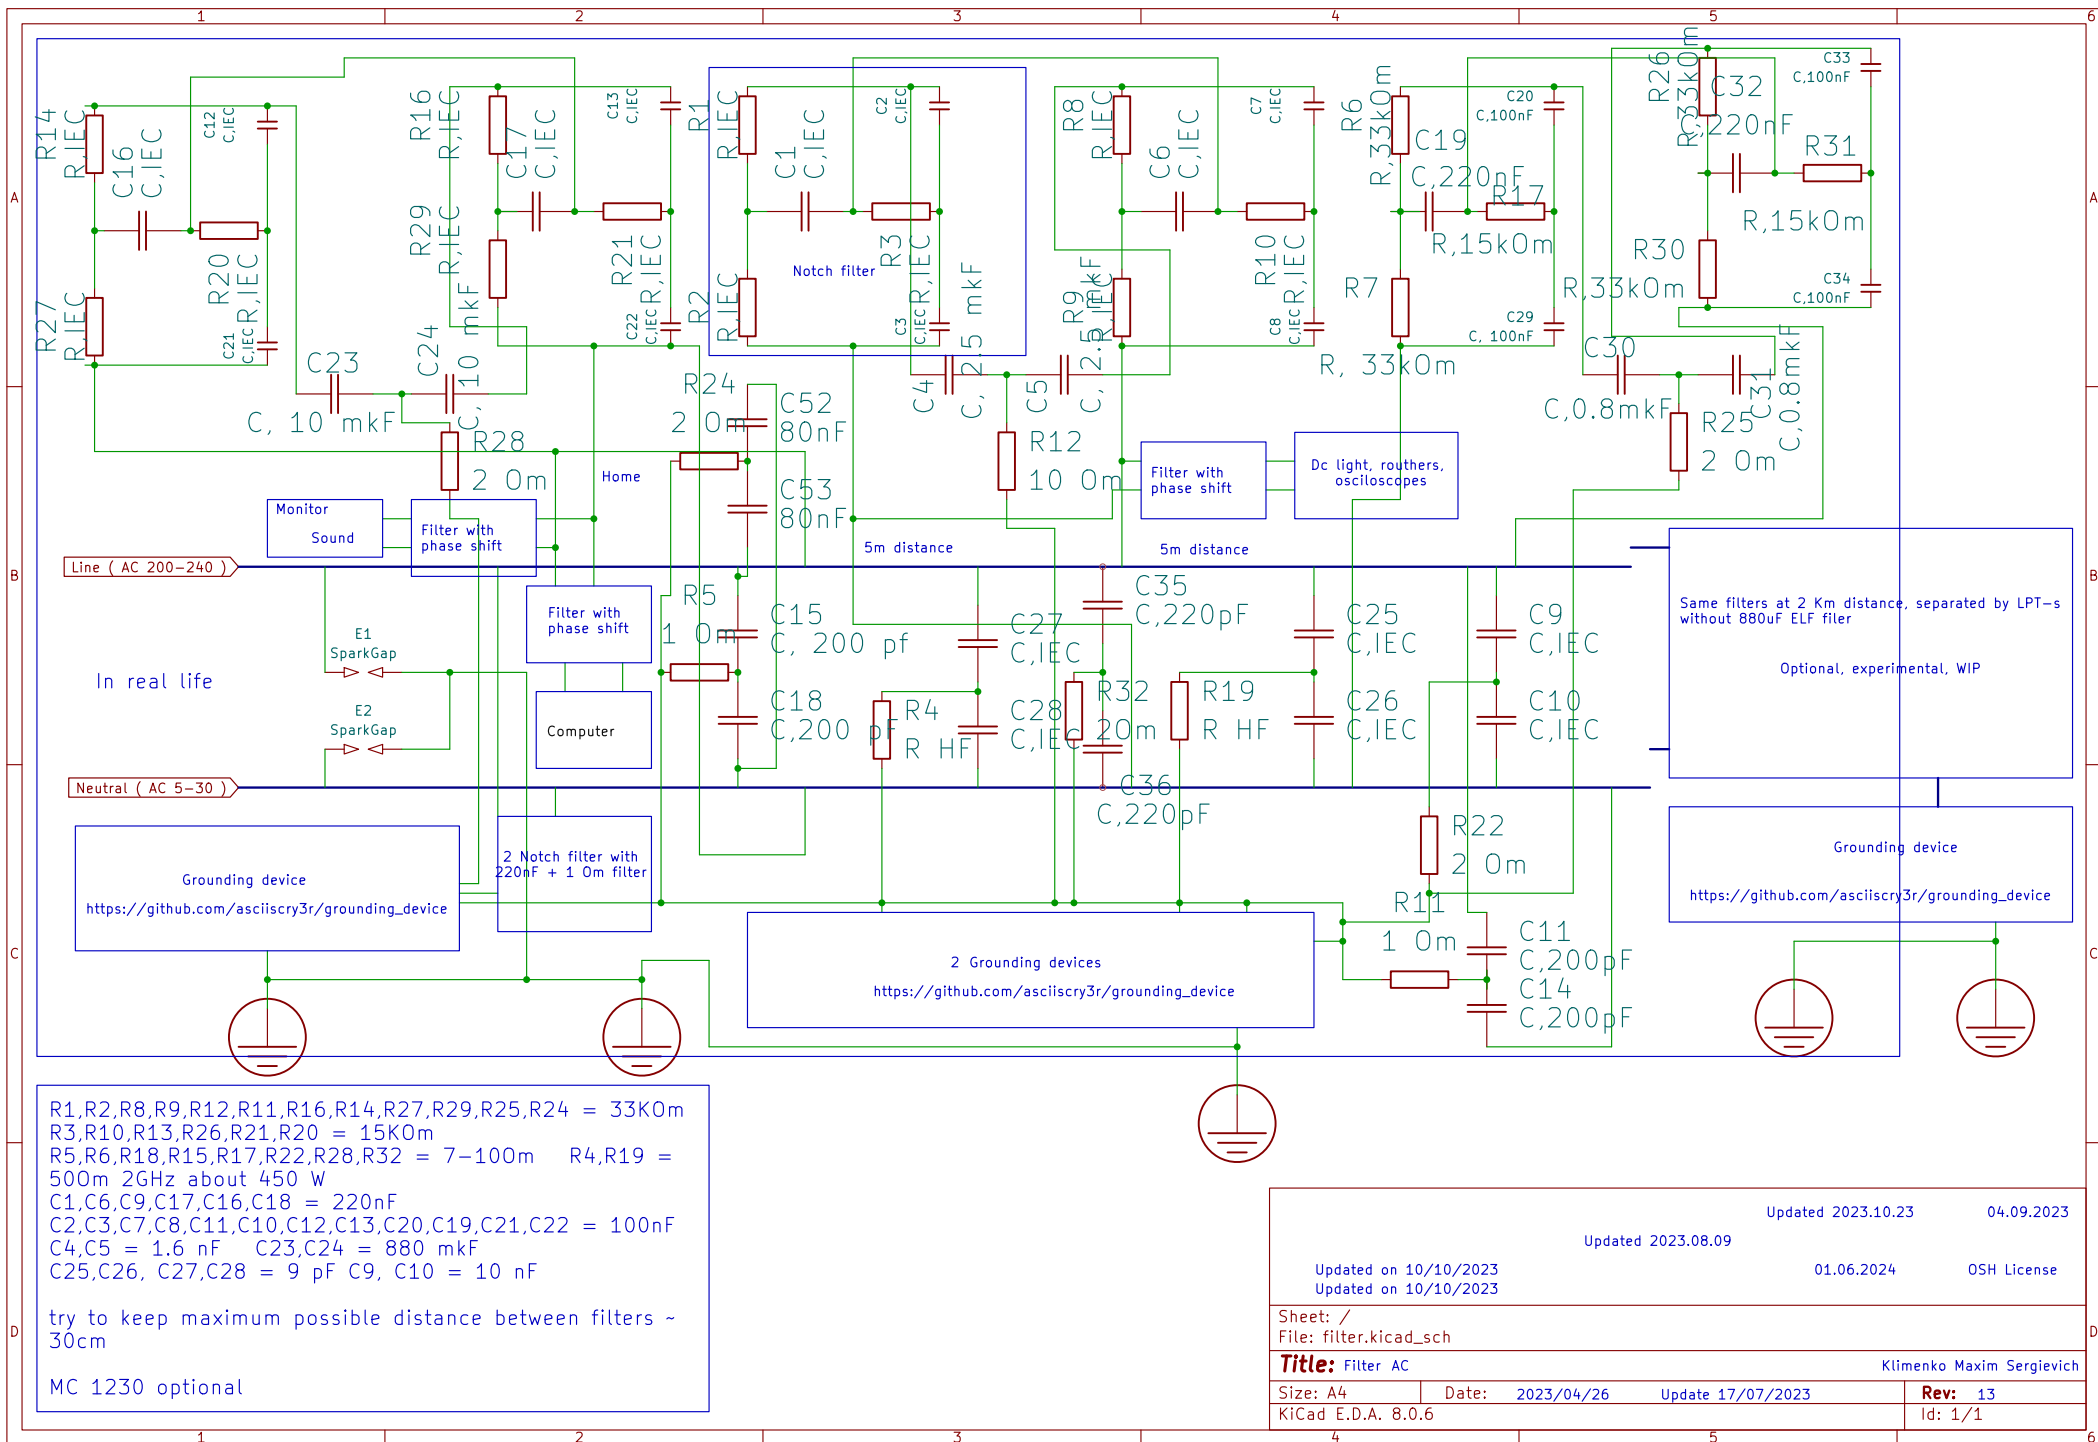 1
2
3
4
5
6
A
A
B
B
C
C
D
D
R14
R,IEC
C16
C,IEC
C12
C,IEC
R20
R,IEC
R27
R,IEC
C21
C,IEC
C23
C, 10 mkF
C24
C, 10 mkF
R16
R,IEC
R29
R,IEC
C17
C,IEC
C13
C,IEC
R21
R,IEC
C22
C,IEC
R28
2 Om
R1
R,IEC
R2
R,IEC
C1
C,IEC
C2
C,IEC
R3
R,IEC
C3
C,IEC
Notch filter
C4
C, 2.5 mkF
C5
C, 2.5 mkF
R8
R,IEC
R9
R,IEC
C6
C,IEC
C7
C,IEC
R10
R,IEC
C8
C,IEC
R6
R,33kOm
C19
C,220nF
C20
C,100nF
R17
R,15kOm
R7
R, 33kOm
C29
C, 100nF
R26
R,33kOm
C32
C,220nF
C33
C,100nF
R31
R,15kOm
R30
R,33kOm
C34
C,100nF
C30
C,0.8mkF
C31
C,0.8mkF
R25
2 Om
R24
2 Om
C52
80nF
C53
80nF
R12
10 Om
Home
Monitor
Sound
Filter with
phase shift
Filter with
phase shift
Dc light, routhers,
osciloscopes
5m distance
5m distance
Line ( AC 200-240 )
Filter with
phase shift
Computer
E1
SparkGap
E2
SparkGap
In real life
R5
1 Om
C15
C, 200 pf
C18
C,200 pF
C27
C,IEC
C28
C,IEC
R4
R HF
C35
C,220pF
R32
20m
C36
C,220pF
R19
R HF
C25
C,IEC
C26
C,IEC
C9
C,IEC
C10
C,IEC
Same filters at 2 Km distance, separated by LPT-s
without 880uF ELF filer
Optional, experimental, WIP
Neutral ( AC 5-30 )
Grounding device
https://github.com/asciiscry3r/grounding_device
2 Notch filter with
220nF + 1 Om filter
R22
2 Om
R11
1 Om
C11
C,200pF
C14
C,200pF
2 Grounding devices
https://github.com/asciiscry3r/grounding_device
Grounding device
https://github.com/asciiscry3r/grounding_device
R1,R2,R8,R9,R12,R11,R16,R14,R27,R29,R25,R24 = 33KOm
R3,R10,R13,R26,R21,R20 = 15KOm
R5,R6,R18,R15,R17,R22,R28,R32 = 7-10Om   R4,R19 =
50Om 2GHz about 450 W
C1,C6,C9,C17,C16,C18 = 220nF
C2,C3,C7,C8,C11,C10,C12,C13,C20,C19,C21,C22 = 100nF
C4,C5 = 1.6 nF   C23,C24 = 880 mkF
C25,C26, C27,C28 = 9 pF C9, C10 = 10 nF
try to keep maximum possible distance between filters ~
30cm
MC 1230 optional
Updated 2023.10.23
04.09.2023
Updated 2023.08.09
Updated on 10/10/2023
01.06.2024
OSH License
Updated on 10/10/2023
Sheet: /
File: filter.kicad_sch
Title: Filter AC
Klimenko Maxim Sergievich
Size: A4
Date: 2023/04/26
Update 17/07/2023
Rev: 13
KiCad E.D.A. 8.0.6
Id: 1/1
1
2
3
4
5
6